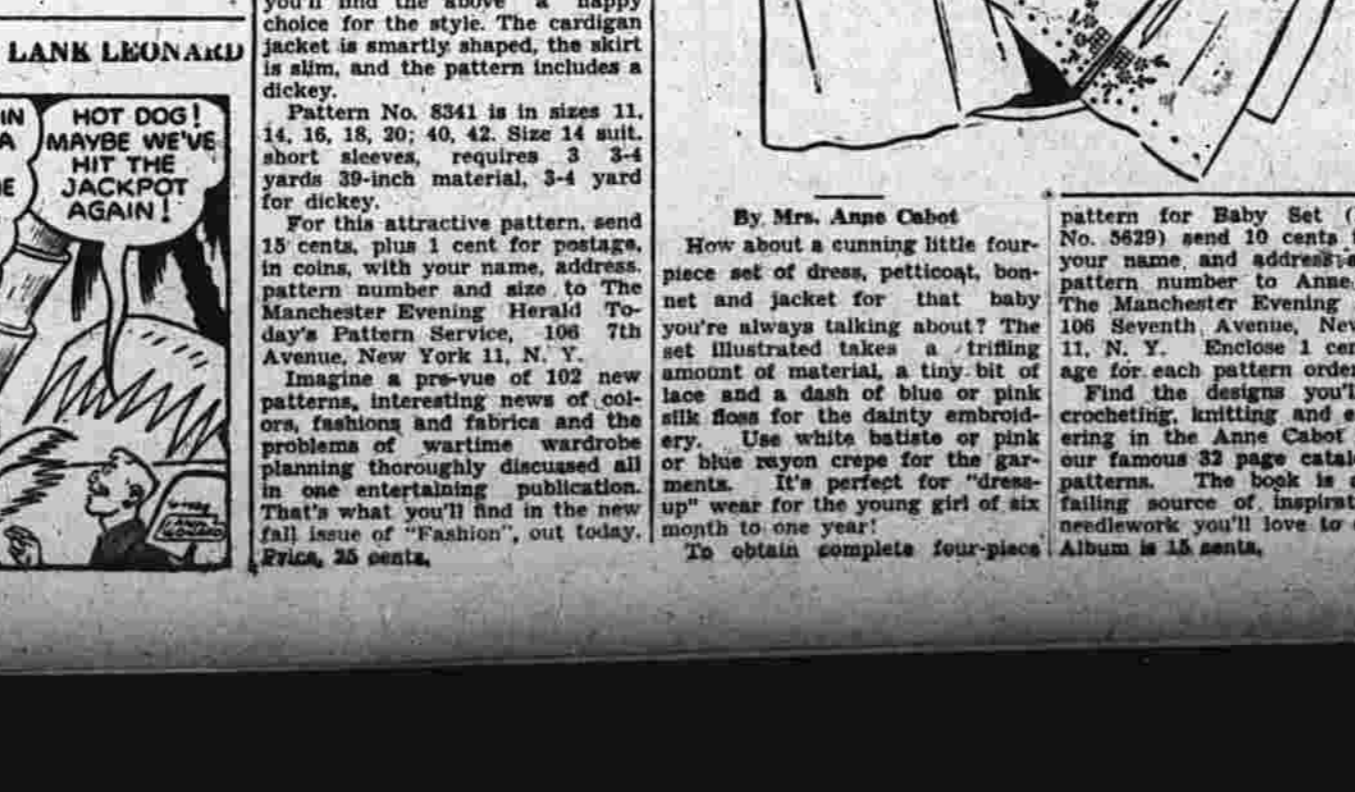 LANK LEONARD
IN
A
HOT DOG!
MAYBE WE'VE
HIT THE
JACKPOT
AGAIN!
you'll find the above a happy
choice for the style. The cardigan
jacket is smartly shaped, the skirt
is slim, and the pattern includes a
dickey.
Pattern No. 8341 is in sizes 11,
14, 16, 18, 20; 40, 42. Size 14 suit,
short sleeves, requires 3 3-4
yards 39-inch material, 3-4 yard
for dickey.
For this attractive pattern, send
15 cents, plus 1 cent for postage,
in coins, with your name, address,
pattern number and size to The
Manchester Evening Herald To-
day's Pattern Service, 106 7th
Avenue, New York 11, N. Y.
Imagine a pre-vue of 102 new
patterns, interesting news of col-
ors, fashions and fabrics and the
problems of wartime wardrobe
planning thoroughly discussed all
in one entertaining publication.
That's what you'll find in the new
fall issue of "Fashion", out today.
Price, 25 cents.
By Mrs. Anne Cabot
How about a cunning little four-
piece set of dress, petticoat, bon-
net and jacket for that baby
you're always talking about? The
set illustrated takes a trifling
amount of material, a tiny bit of
lace and a dash of blue or pink
silk floss for the dainty embroid-
ery. Use white batiste or pink
or blue rayon crepe for the gar-
ments. It's perfect for "dress-
up" wear for the young girl of six
month to one year!
To obtain complete four-piece
pattern for Baby Set (
No. 5629) send 10 cents
your name and address
pattern number to Anne
The Manchester Evening
106 Seventh Avenue, Nev
11, N. Y. Enclose 1 cen
age for each pattern order
Find the designs you'l
crocheting, knitting and e
ering in the Anne Cabot
our famous 32 page catal
patterns. The book is a
failing source of inspirat
needlework you'll love to
Album is 15 cents.